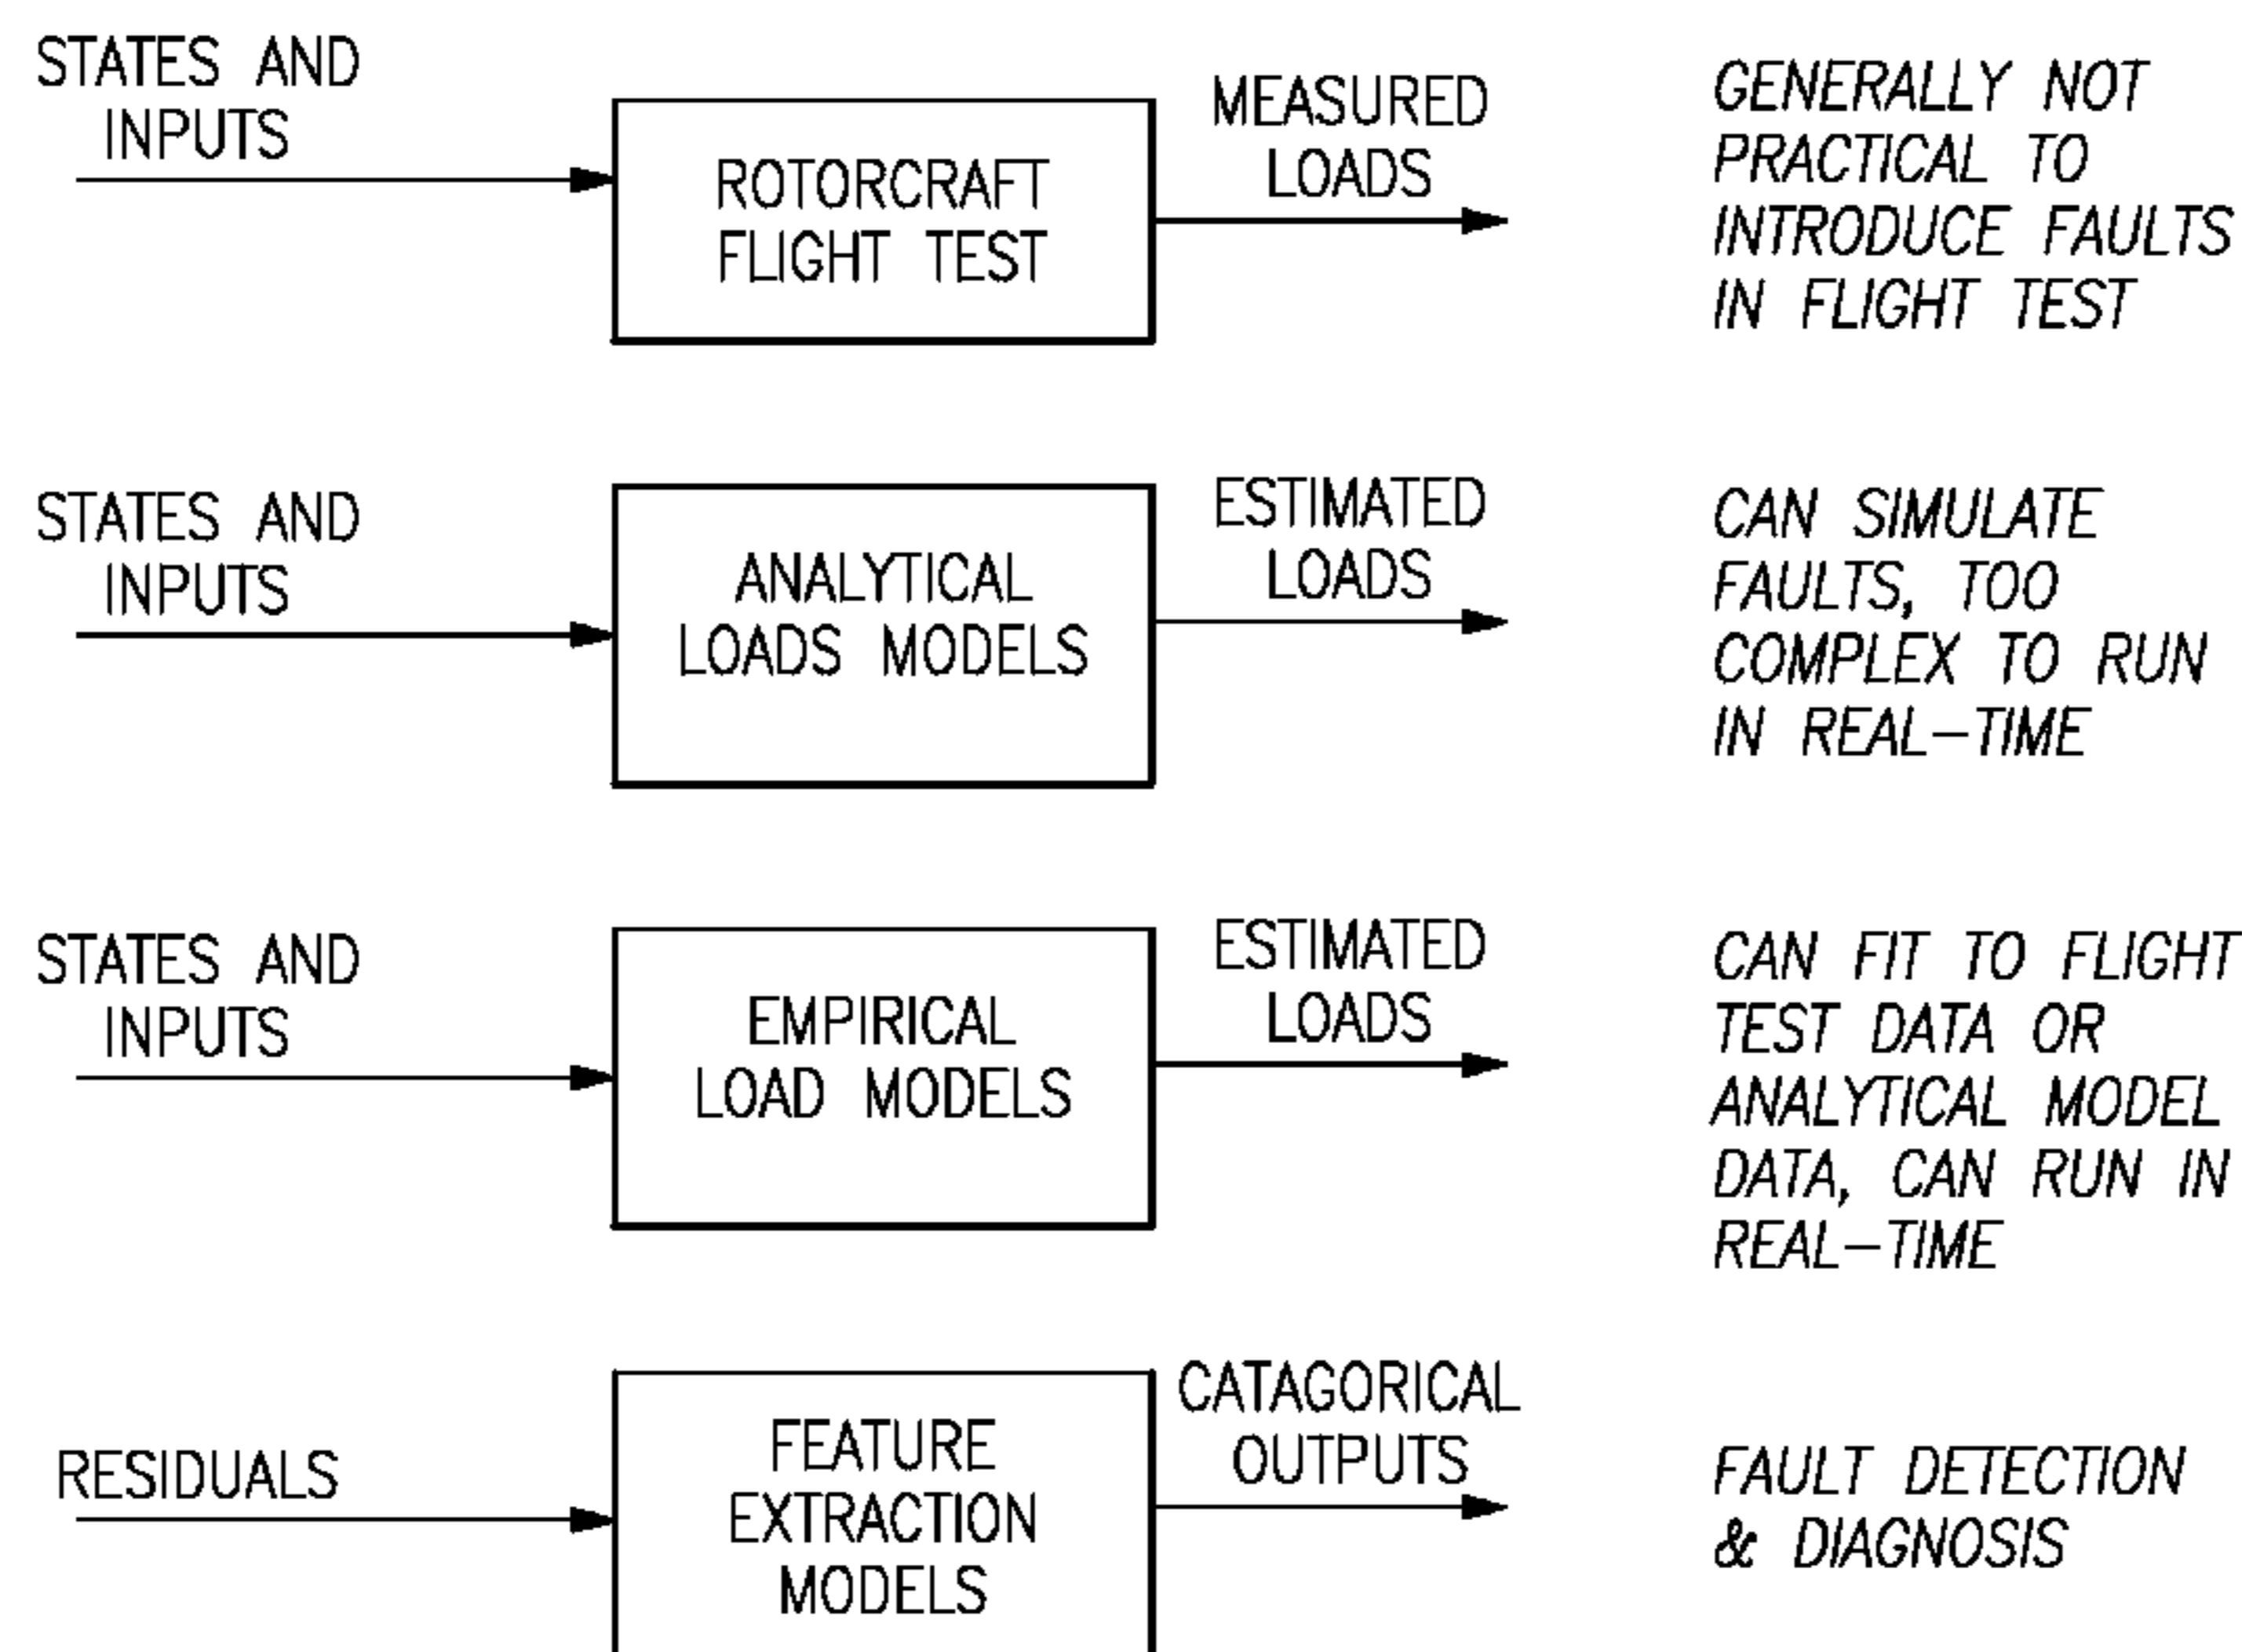 STATES AND
INPUTS
ROTORCRAFT
FLIGHT TEST
MEASURED
LOADS
GENERALLY NOT
PRACTICAL TO
INTRODUCE FAULTS
IN FLIGHT TEST
STATES AND
INPUTS
ANALYTICAL
LOADS MODELS
ESTIMATED
LOADS
CAN SIMULATE
FAULTS, TOO
COMPLEX TO RUN
IN REAL-TIME
STATES AND
INPUTS
EMPIRICAL
LOAD MODELS
ESTIMATED
LOADS
CAN FIT TO FLIGHT
TEST DATA OR
ANALYTICAL MODEL
DATA, CAN RUN IN
REAL-TIME
RESIDUALS
FEATURE
EXTRACTION
MODELS
CATAGORICAL
OUTPUTS
FAULT DETECTION
& DIAGNOSIS